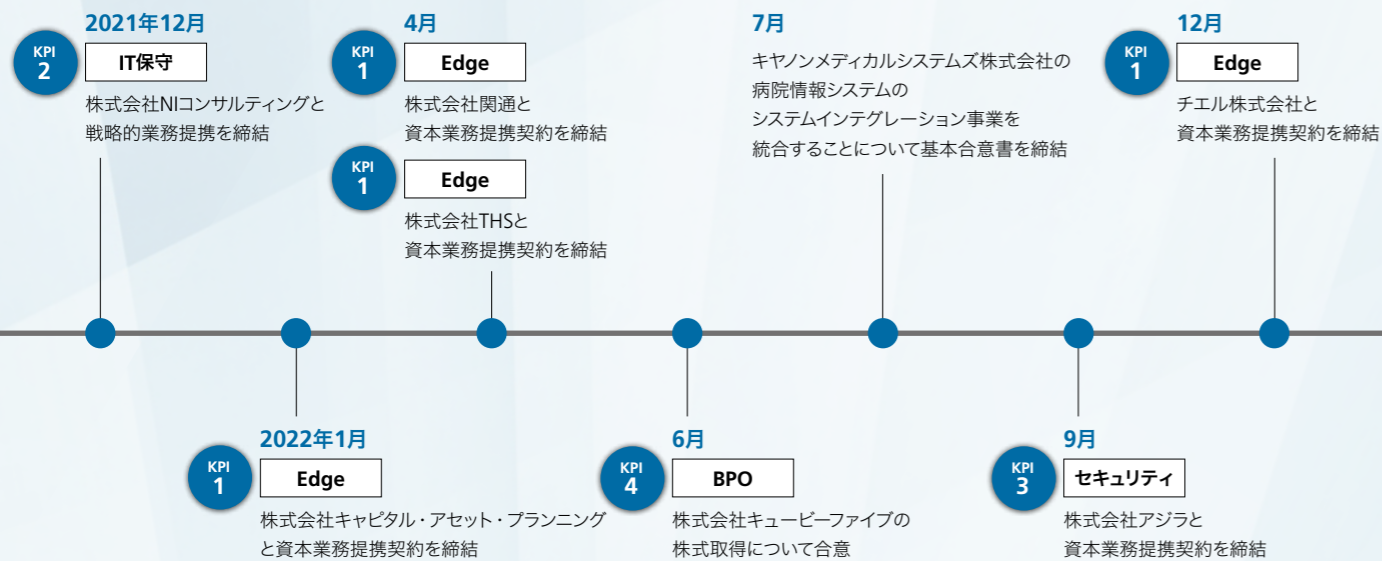 2021年12月
KPI
2
IT保守
株式会社NIコンサルティングと
戦略的業務提携を締結
4月
KPI
1
Edge
株式会社関通と
資本業務提携契約を締結
KPI
1
Edge
株式会社THSと
資本業務提携契約を締結
7月
キヤノンメディカルシステムズ株式会社の
病院情報システムの
システムインテグレーション事業を
統合することについて基本合意書を締結
12月
KPI
1
Edge
チエル株式会社と
資本業務提携契約を締結
2022年1月
KPI
1
Edge
株式会社キャピタル・アセット・プランニング
と資本業務提携契約を締結
6月
KPI
4
BPO
株式会社キュービーファイブの
株式取得について合意
9月
KPI
3
セキュリティ
株式会社アジラと
資本業務提携契約を締結